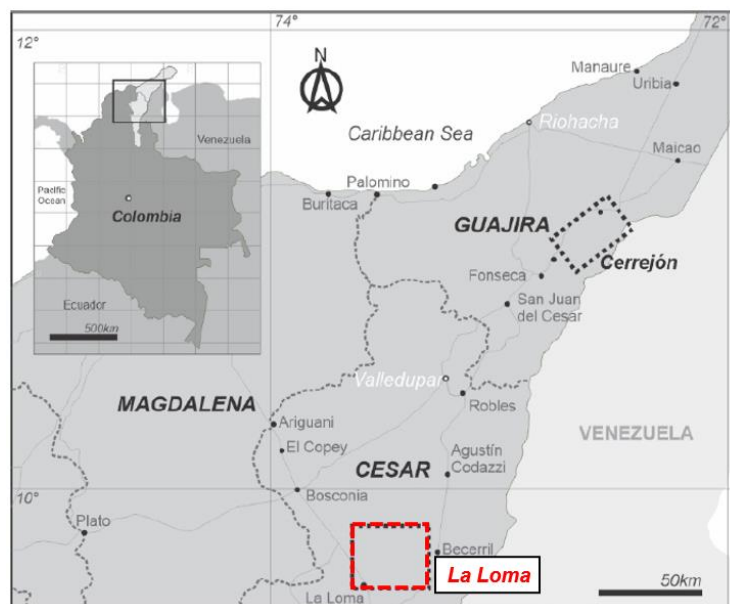 74°
72°
12°
N
Manaure
Uribia
Caribbean Sea
Riohacha
Venezuela
Maicao
Pacific
Ocean
Palomino
Buritaca
Colombia
GUAJIRA
Cerrejón
Fonseca
San Juan
del Cesar
Ecuador
500km
Valledupar
MAGDALENA
Robles
Ariguani
El Copey
VENEZUELA
CESAR
Agustín
Codazzi
10°
Bosconia
Plato
Becerril
La Loma
La Loma
50km